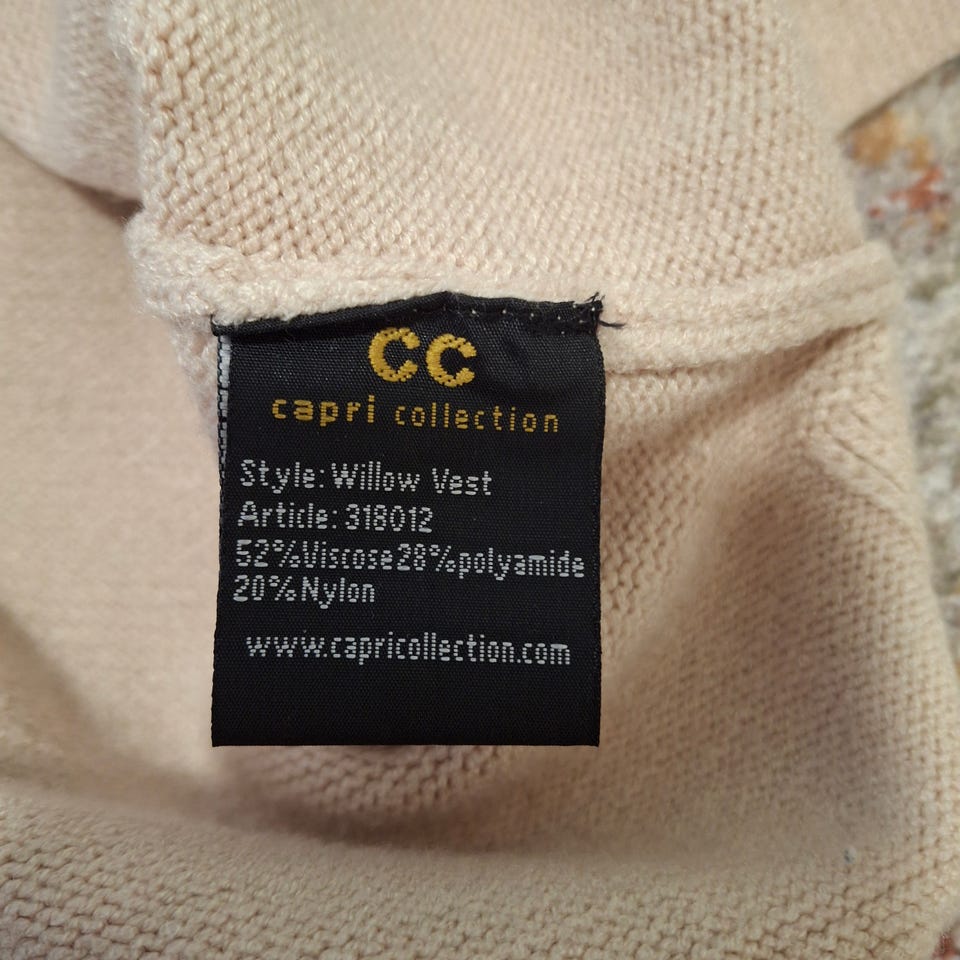 CC
capri collection
Style: Willow Vest
Article: 318012
52%Viscose28%polyamide
20%Nylon
www.capricollection.com